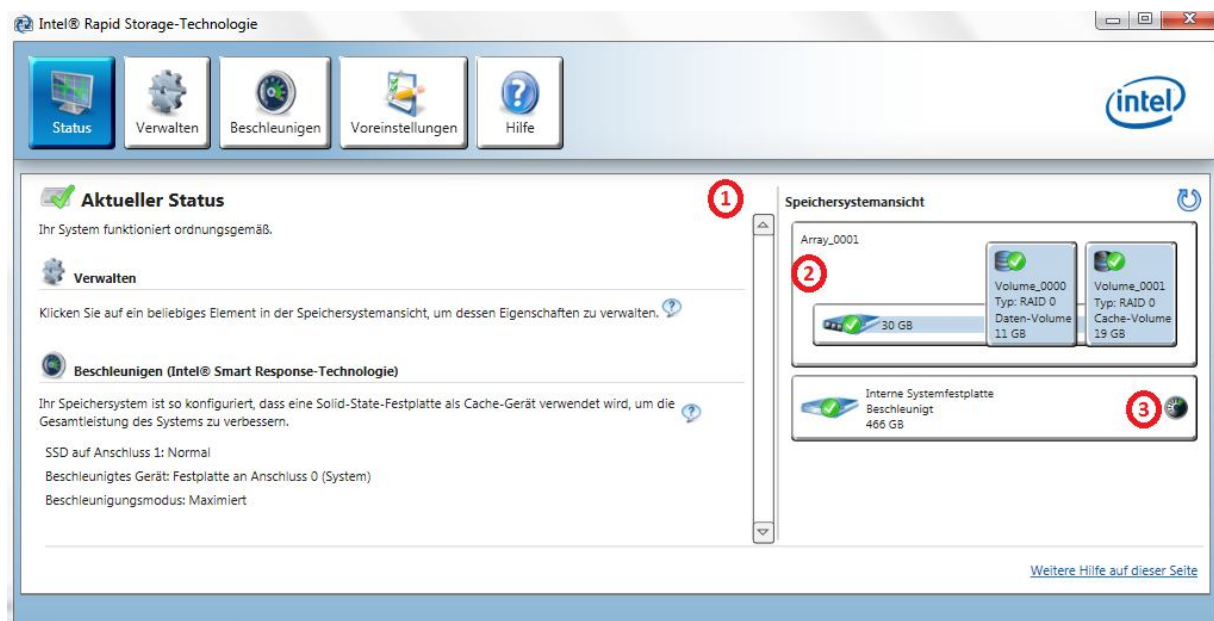 Intel® Rapid Storage-Technologie
Status
Verwalten
Beschleunigen
Voreinstellungen
Hilfe
intel
Aktueller Status
Ihr System funktioniert ordnungsgemäß.
Verwalten
Klicken Sie auf ein beliebiges Element in der Speichersystemansicht, um dessen Eigenschaften zu verwalten.
Beschleunigen (Intel® Smart Response-Technologie)
Ihr Speichersystem ist so konfiguriert, dass eine Solid-State-Festplatte als Cache-Gerät verwendet wird, um die
Gesamtleistung des Systems zu verbessern.
SSD auf Anschluss 1: Normal
Beschleunigtes Gerät: Festplatte an Anschluss 0 (System)
Beschleunigungsmodus: Maximiert
1
Speichersystemansicht
Array_0001
2
30 GB
Volume_0000
Typ: RAID 0
Daten-Volume
11 GB
Volume_0001
Typ: RAID 0
Cache-Volume
19 GB
Interne Systemfestplatte
Beschleunigt
466 GB
3
Weitere Hilfe auf dieser Seite